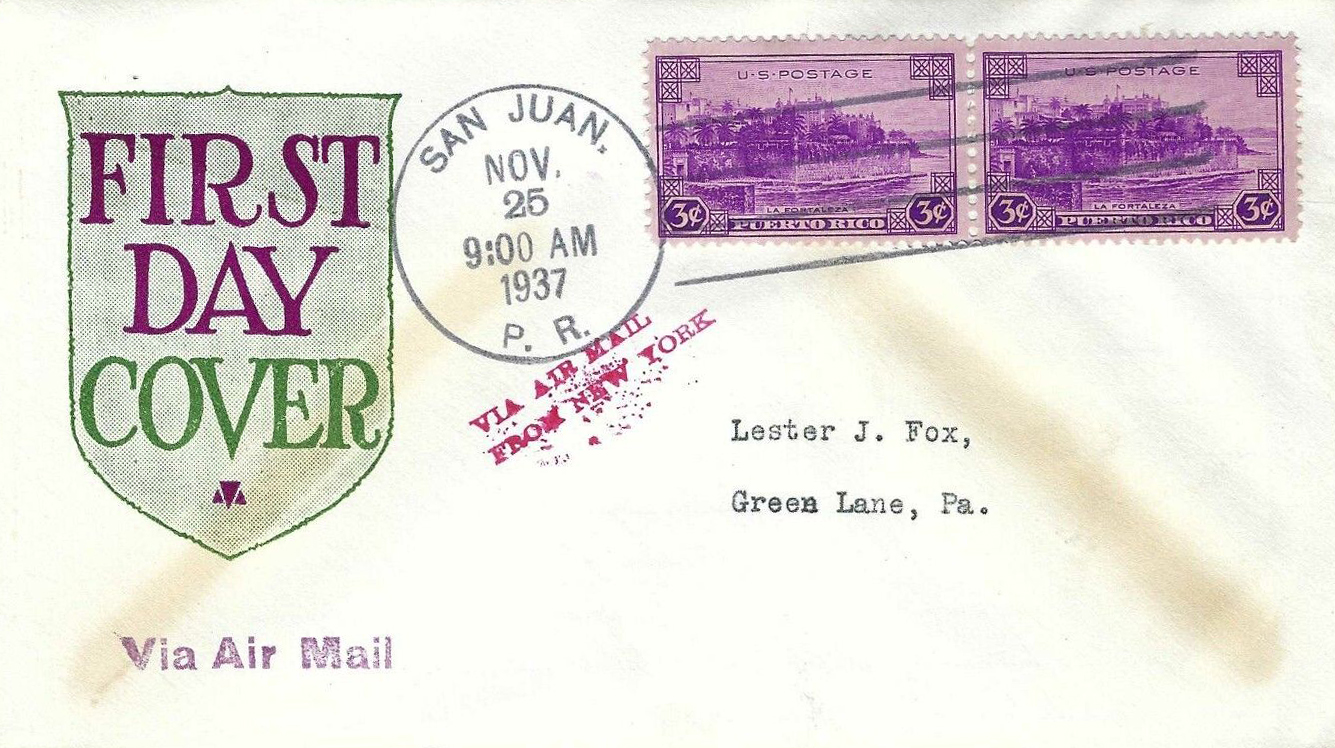 FIRST
DAY
COVER
SAN JUAN,
NOV.
25
9:00 AM
1937
P. R.
U·S·POSTAGE
LA FORTALEZA
3¢ PUERTO RICO 3¢
U·S·POSTAGE
LA FORTALEZA
3¢ PUERTO RICO 3¢
VIA AIR MAIL
FROM NEW YORK
Lester J. Fox,
Green Lane, Pa.
Via Air Mail